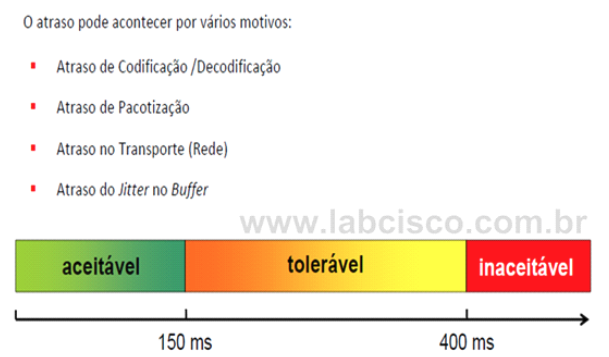 O atraso pode acontecer por vários motivos:
Atraso de Codificação /Decodificação
Atraso de Pacotização
Atraso no Transporte (Rede)
Atraso do Jitter no Buffer
www.labcisco.com.br
aceitável tolerável inaceitável
150 ms 400 ms